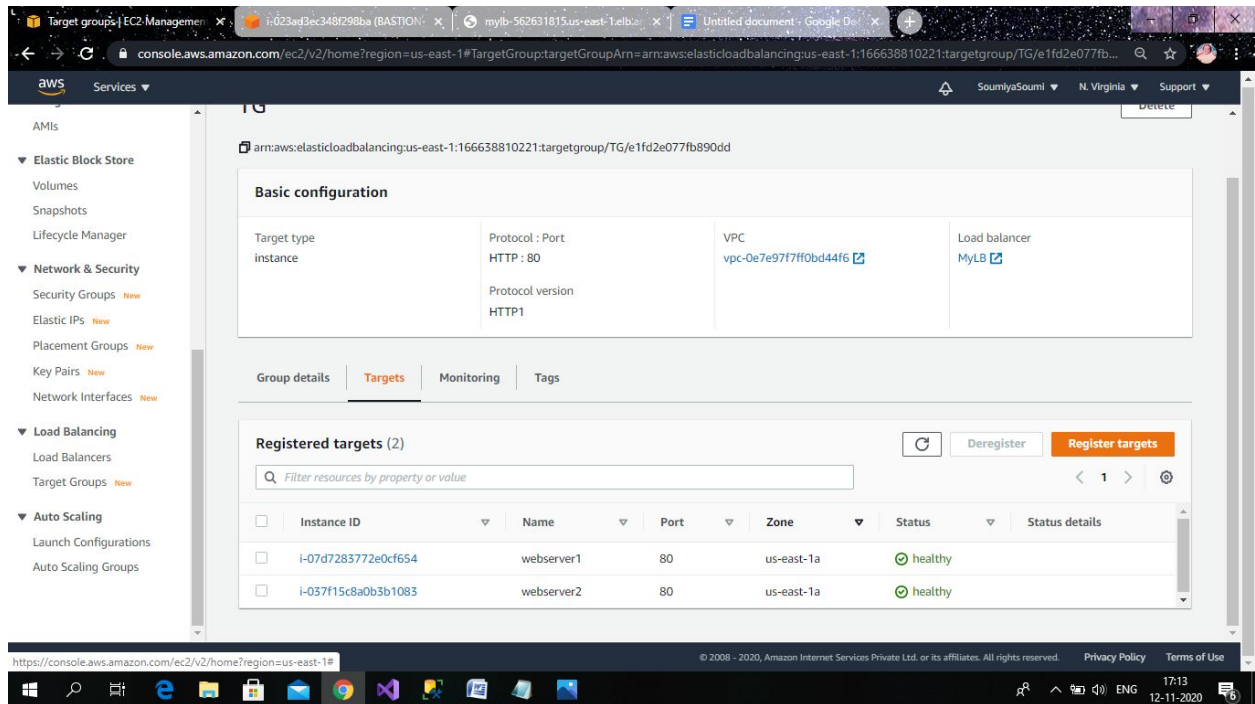 Target groups | EC2 Managemen
i-023ad3ec348f298ba (BASTION-
mylb-562631815.us-east-1.elb.a
Untitled document - Google Do
console.aws.amazon.com/ec2/v2/home?region=us-east-1#TargetGroup:targetGroupArn=arn:aws:elasticloadbalancing:us-east-1:166638810221:targetgroup/TG/e1fd2e077fb...
aws
Services
SoumiyaSoumi
N. Virginia
Support
TG
Delete
AMIs
Elastic Block Store
Volumes
Snapshots
Lifecycle Manager
Network & Security
Security Groups New
Elastic IPs New
Placement Groups New
Key Pairs New
Network Interfaces New
Load Balancing
Load Balancers
Target Groups New
Auto Scaling
Launch Configurations
Auto Scaling Groups
arn:aws:elasticloadbalancing:us-east-1:166638810221:targetgroup/TG/e1fd2e077fb890dd
Basic configuration
Target type
instance
Protocol : Port
HTTP : 80
Protocol version
HTTP1
VPC
vpc-0e7e97f7ff0bd44f6
Load balancer
MyLB
Group details
Targets
Monitoring
Tags
Registered targets (2)
Deregister
Register targets
Filter resources by property or value
1
Instance ID Name Port Zone Status Status details
i-07d7283772e0cf654 webserver1 80 us-east-1a healthy
i-037f15c8a0b3b1083 webserver2 80 us-east-1a healthy
https://console.aws.amazon.com/ec2/v2/home?region=us-east-1#
© 2008 - 2020, Amazon Internet Services Private Ltd. or its affiliates. All rights reserved.
Privacy Policy
Terms of Use
ENG
17:13
12-11-2020
6